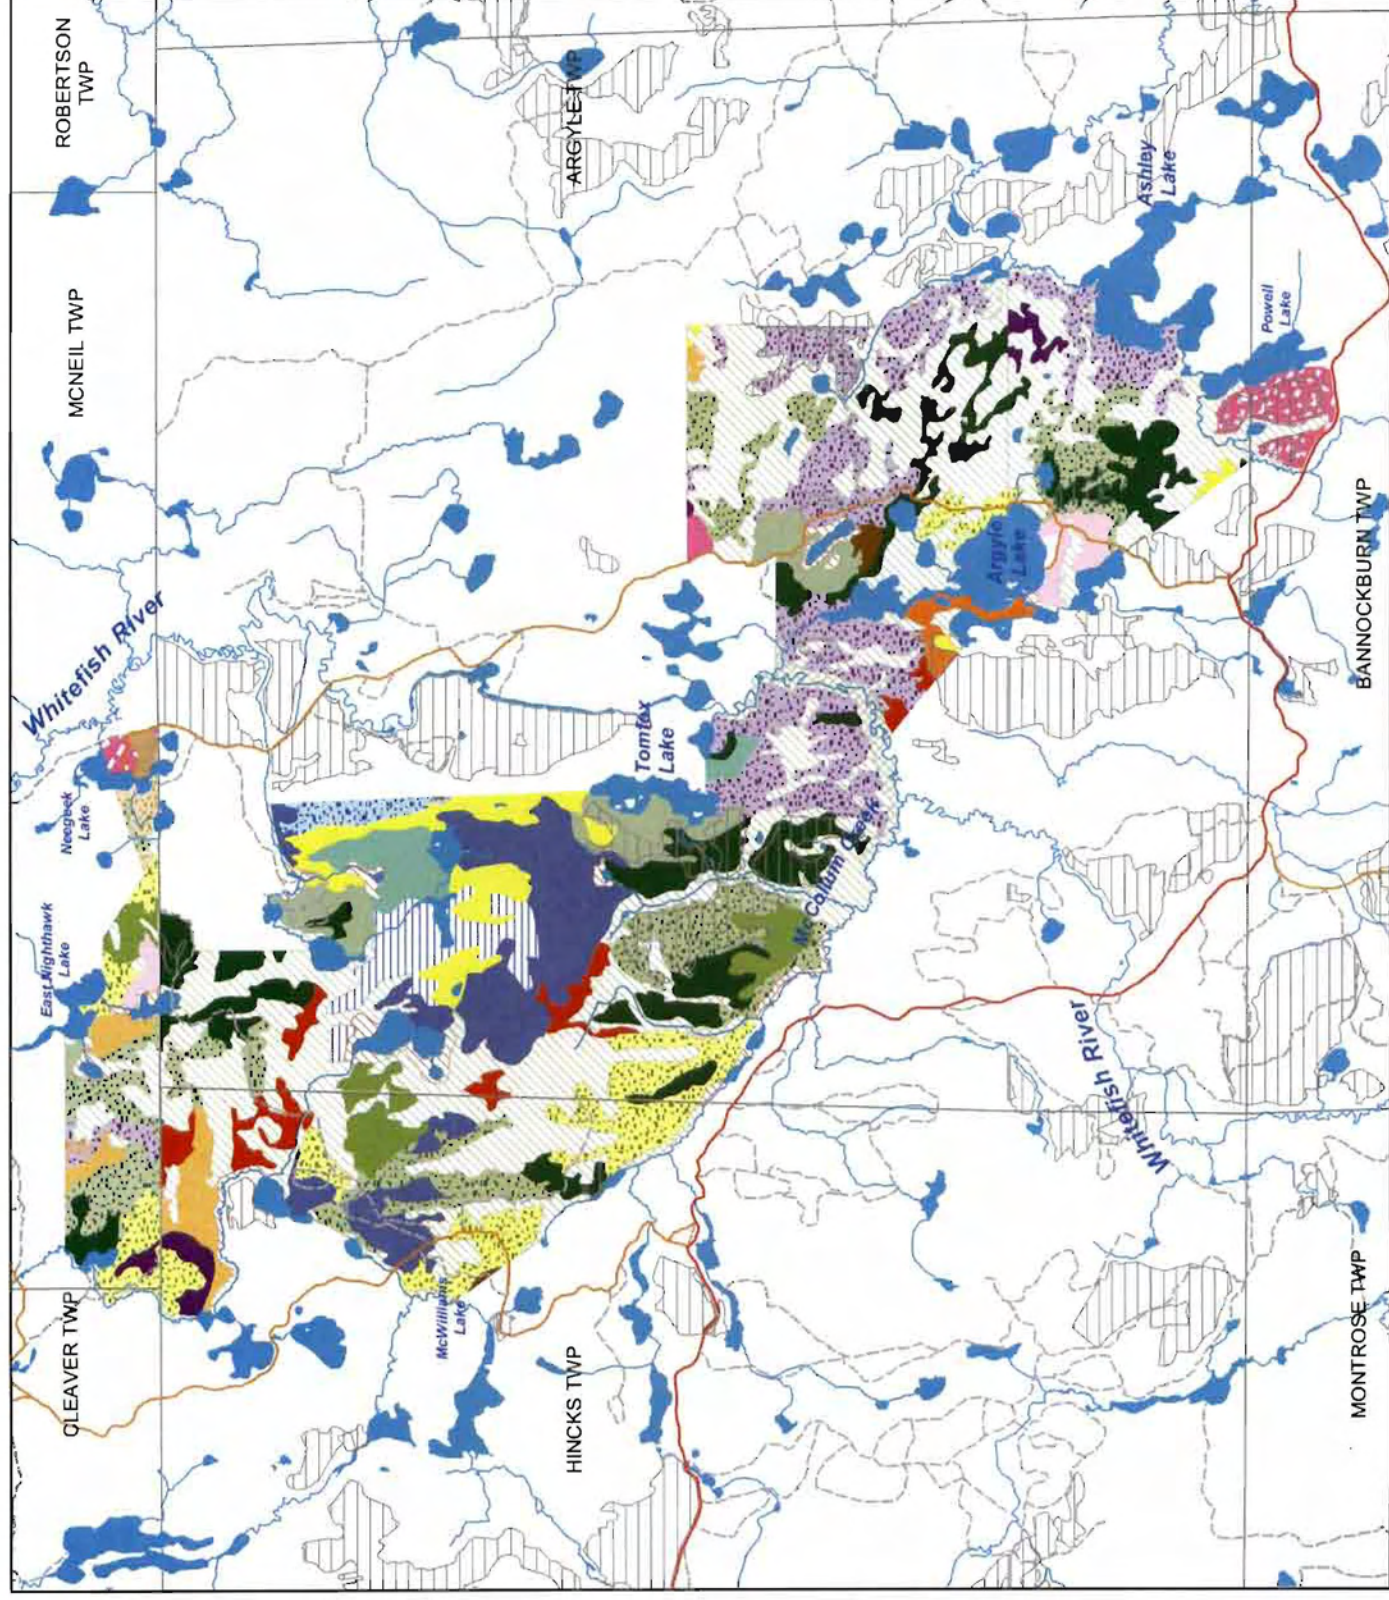 ROBERTSON
TWP
MCNEIL TWP
ARGYLE TWP
Ashley
Lake
Powell
Lake
Whitefish River
Argyle
Lake
BANNOCKBURN TWP
Neegeek
Lake
Tomfox
Lake
McCollum Creek
East Nighthawk
Lake
Whitefish River
CLEAVER TWP
McWilliams
Lake
HINCKS TWP
MONTROSE TWP